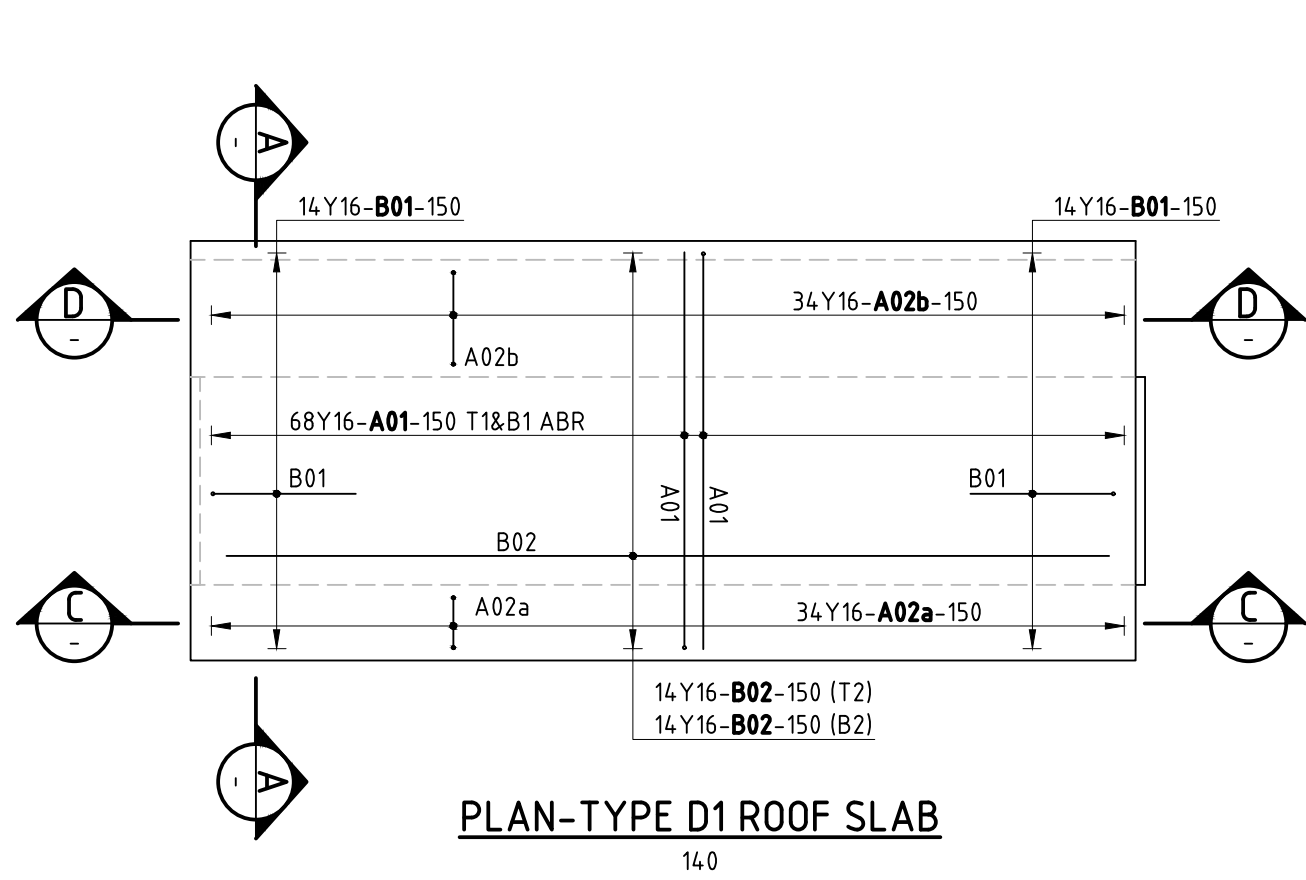 A
-
14Y16-B01-150
14Y16-B01-150
D
-
34Y16-A02b-150
D
-
A02b
68Y16-A01-150 T1&B1 ABR
B01
B01
A01
A01
B02
C
-
A02a
34Y16-A02a-150
C
-
14Y16-B02-150 (T2)
14Y16-B02-150 (B2)
A
-
PLAN-TYPE D1 ROOF SLAB
140